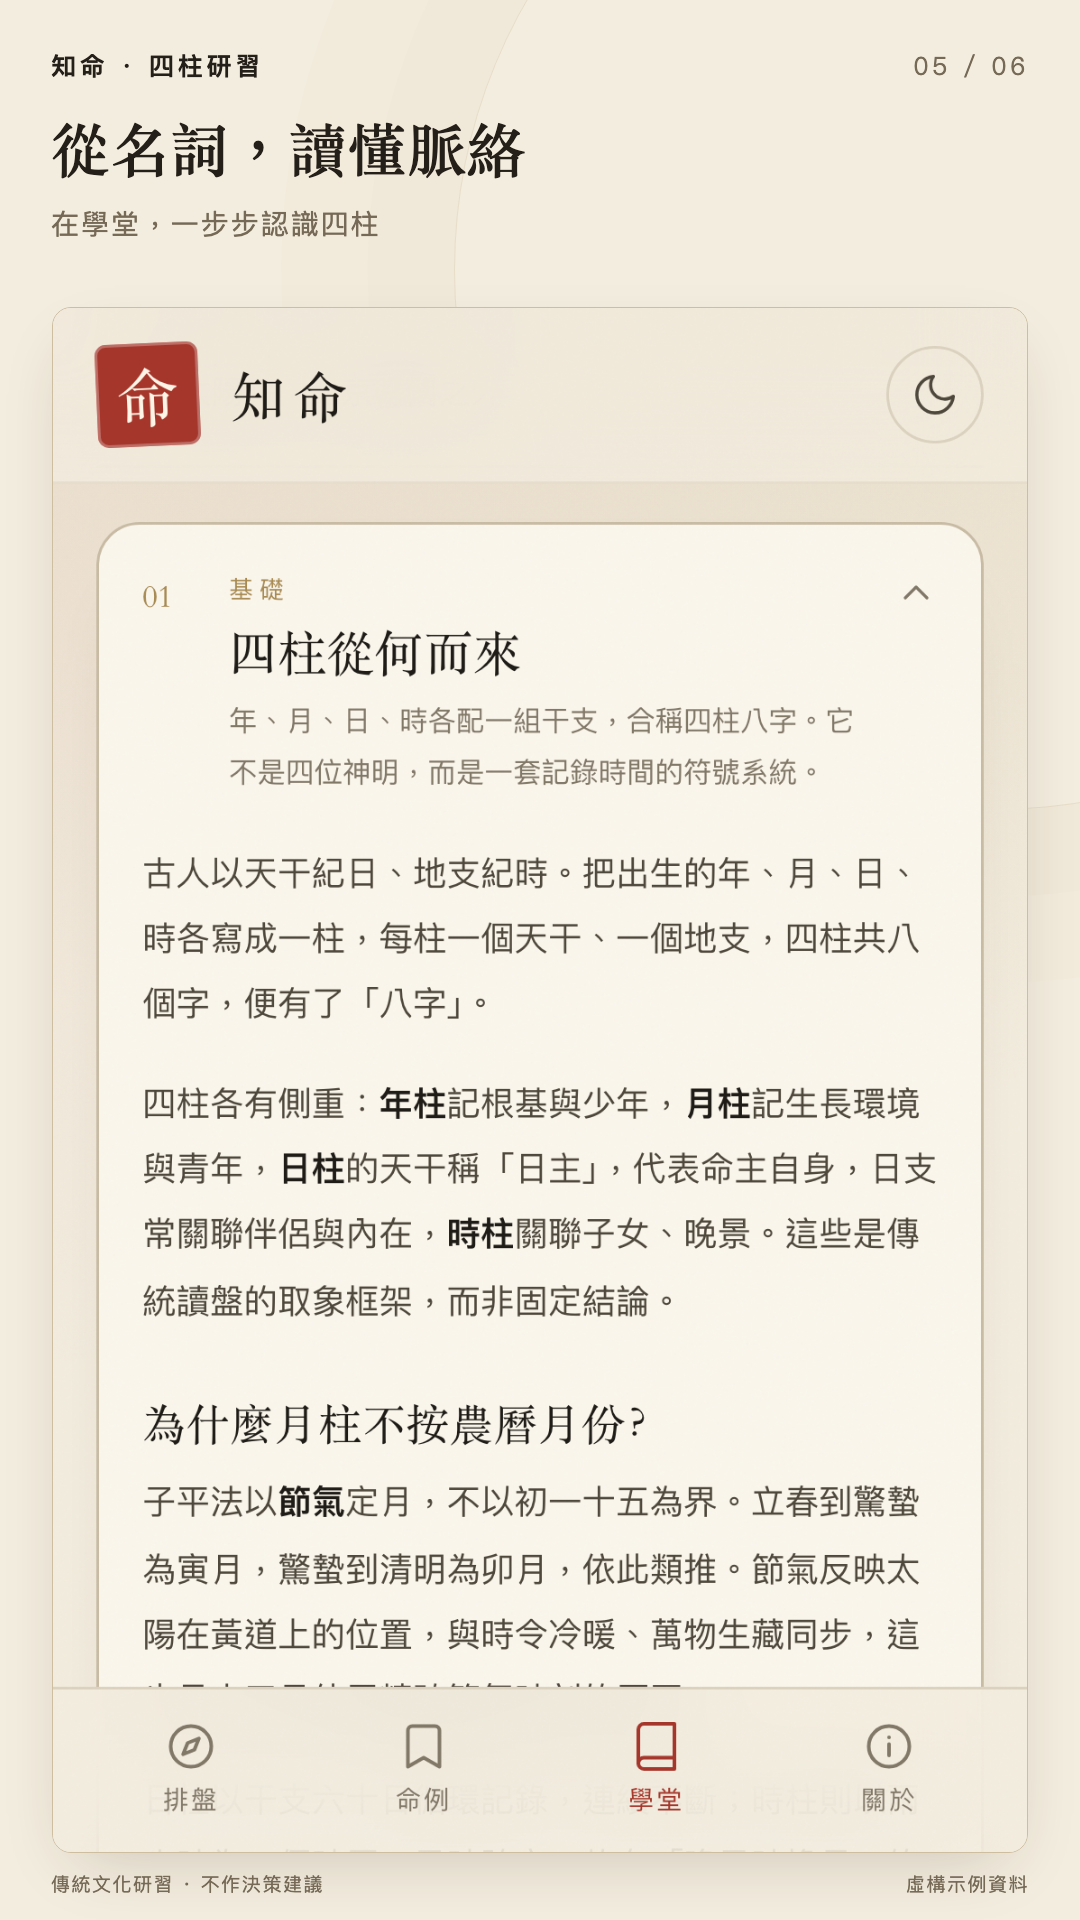 知命 · 四柱研習
05 / 06
從名詞，讀懂脈絡
在學堂，一步步認識四柱
命
知命
01
基礎
四柱從何而來
年、月、日、時各配一組干支，合稱四柱八字。它
不是四位神明，而是一套記錄時間的符號系統。
古人以天干紀日、地支紀時。把出生的年、月、日、
時各寫成一柱，每柱一個天干、一個地支，四柱共八
個字，便有了「八字」。
四柱各有側重：年柱記根基與少年，月柱記生長環境
與青年，日柱的天干稱「日主」，代表命主自身，日支
常關聯伴侶與內在，時柱關聯子女、晚景。這些是傳
統讀盤的取象框架，而非固定結論。
為什麼月柱不按農曆月份？
子平法以節氣定月，不以初一十五為界。立春到驚蟄
為寅月，驚蟄到清明為卯月，依此類推。節氣反映太
陽在黃道上的位置，與時令冷暖、萬物生藏同步，這
排盤
命例
學堂
關於
傳統文化研習 · 不作決策建議
虛構示例資料